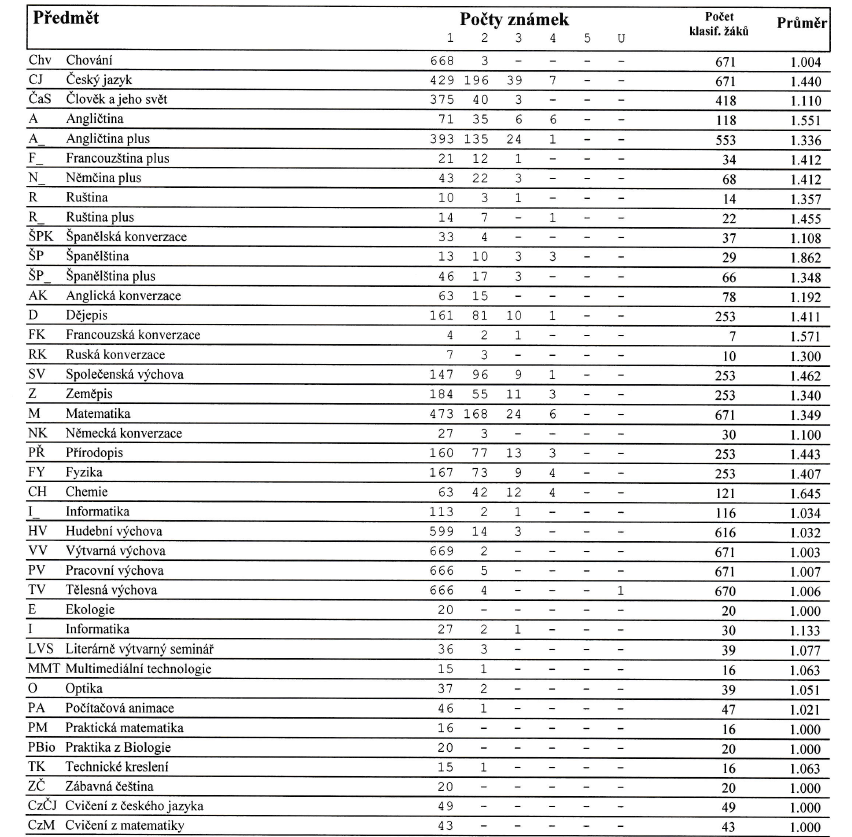 Předmět Počty známek Počet klasif. žáků Průměr
1 2 3 4 5 U
Chv Chování 668 3 - - - - 671 1.004
CJ Český jazyk 429 196 39 7 - - 671 1.440
ČaS Člověk a jeho svět 375 40 3 - - - 418 1.110
A Angličtina 71 35 6 6 - - 118 1.551
A_ Angličtina plus 393 135 24 1 - - 553 1.336
F_ Francouzština plus 21 12 1 - - - 34 1.412
N_ Němčina plus 43 22 3 - - - 68 1.412
R Ruština 10 3 1 - - - 14 1.357
R_ Ruština plus 14 7 - 1 - - 22 1.455
ŠPK Španělská konverzace 33 4 - - - - 37 1.108
ŠP Španělština 13 10 3 3 - - 29 1.862
ŠP_ Španělština plus 46 17 3 - - - 66 1.348
AK Anglická konverzace 63 15 - - - - 78 1.192
D Dějepis 161 81 10 1 - - 253 1.411
FK Francouzská konverzace 4 2 1 - - - 7 1.571
RK Ruská konverzace 7 3 - - - - 10 1.300
SV Společenská výchova 147 96 9 1 - - 253 1.462
Z Zeměpis 184 55 11 3 - - 253 1.340
M Matematika 473 168 24 6 - - 671 1.349
NK Německá konverzace 27 3 - - - - 30 1.100
PŘ Přírodopis 160 77 13 3 - - 253 1.443
FY Fyzika 167 73 9 4 - - 253 1.407
CH Chemie 63 42 12 4 - - 121 1.645
I_ Informatika 113 2 1 - - - 116 1.034
HV Hudební výchova 599 14 3 - - - 616 1.032
VV Výtvarná výchova 669 2 - - - - 671 1.003
PV Pracovní výchova 666 5 - - - - 671 1.007
TV Tělesná výchova 666 4 - - - 1 670 1.006
E Ekologie 20 - - - - - 20 1.000
I Informatika 27 2 1 - - - 30 1.133
LVS Literárně výtvarný seminář 36 3 - - - - 39 1.077
MMT Multimediální technologie 15 1 - - - - 16 1.063
O Optika 37 2 - - - - 39 1.051
PA Počítačová animace 46 1 - - - - 47 1.021
PM Praktická matematika 16 - - - - - 16 1.000
PBio Praktika z Biologie 20 - - - - - 20 1.000
TK Technické kreslení 15 1 - - - - 16 1.063
ZČ Zábavná čeština 20 - - - - - 20 1.000
CzČJ Cvičení z českého jazyka 49 - - - - - 49 1.000
CzM Cvičení z matematiky 43 - - - - - 43 1.000